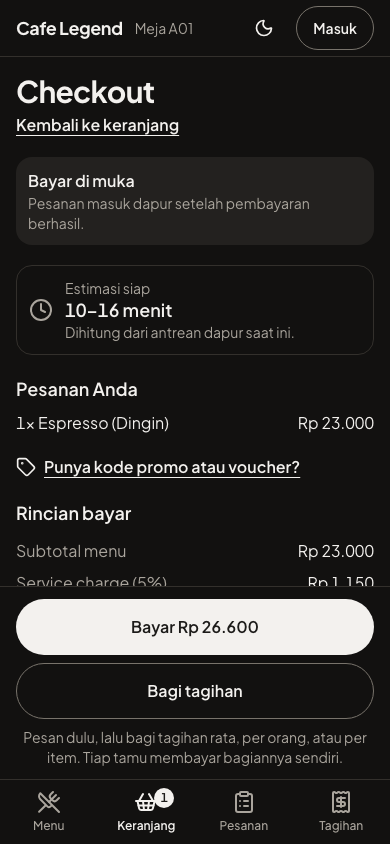 Cafe Legend Meja A01 Masuk
Checkout
Kembali ke keranjang
Bayar di muka
Pesanan masuk dapur setelah pembayaran
berhasil.
Estimasi siap
10–16 menit
Dihitung dari antrean dapur saat ini.
Pesanan Anda
1× Espresso (Dingin) Rp 23.000
Punya kode promo atau voucher?
Rincian bayar
Subtotal menu Rp 23.000
Service charge (5%) Rp 1.150
Bayar Rp 26.600
Bagi tagihan
Pesan dulu, lalu bagi tagihan rata, per orang, atau per
item. Tiap tamu membayar bagiannya sendiri.
1
Menu Keranjang Pesanan Tagihan